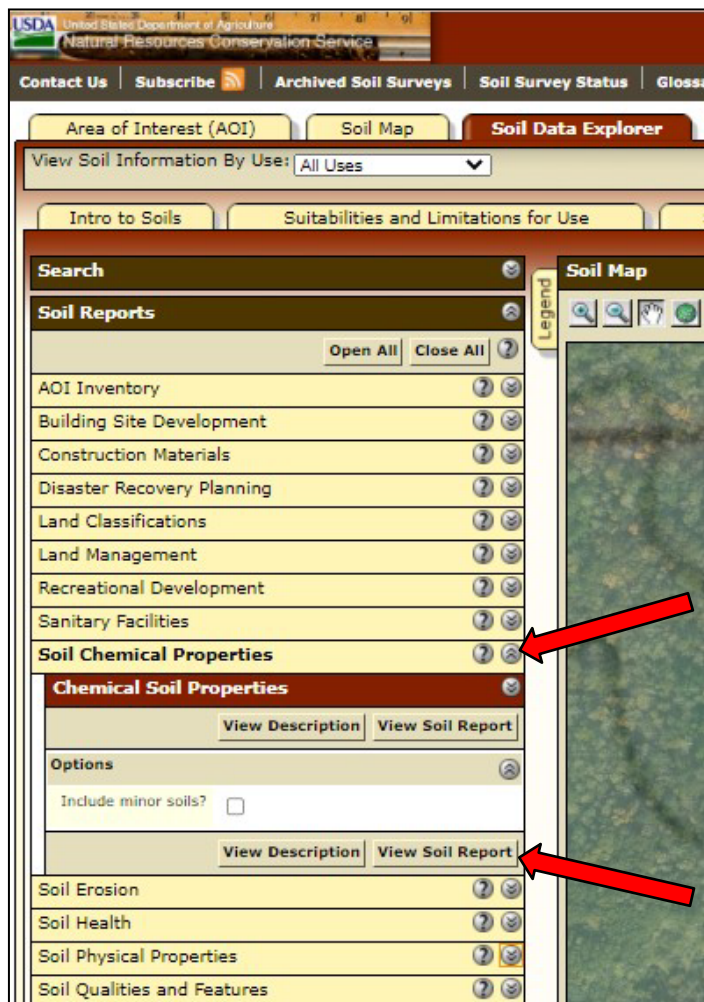 USDA United States Department of Agriculture
Natural Resources Conservation Service
Contact Us Subscribe Archived Soil Surveys Soil Survey Status
Area of Interest (AOI) Soil Map Soil Data Explorer
View Soil Information By Use: All Uses
Intro to Soils Suitabilities and Limitations for Use
Search
Legend
Soil Map
Soil Reports
Open All Close All ?
AOI Inventory ?
Building Site Development ?
Construction Materials ?
Disaster Recovery Planning ?
Land Classifications ?
Land Management ?
Recreational Development ?
Sanitary Facilities ?
Soil Chemical Properties ?
Chemical Soil Properties
View Description View Soil Report
Options
Include minor soils?
View Description View Soil Report
Soil Erosion ?
Soil Health ?
Soil Physical Properties ?
Soil Qualities and Features ?